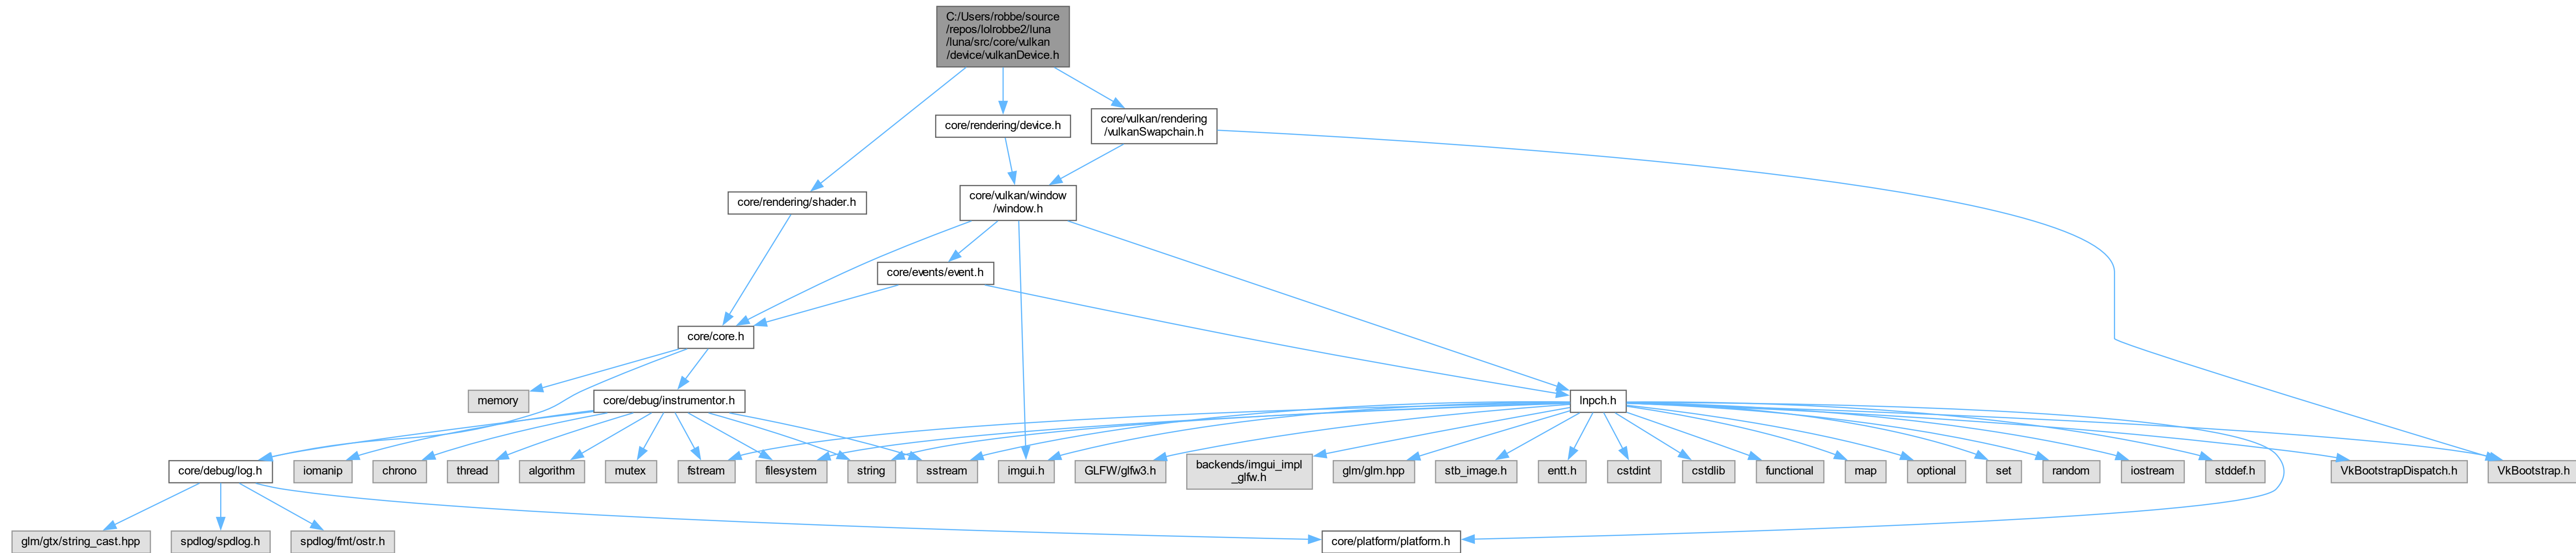 C:/Users/robbe/source
/repos/lolrobbe2/luna
/luna/src/core/vulkan
/device/vulkanDevice.h
core/rendering/device.h
core/vulkan/rendering
/vulkanSwapchain.h
core/rendering/shader.h
core/vulkan/window
/window.h
core/events/event.h
core/core.h
memory
core/debug/instrumentor.h
lnpch.h
core/debug/log.h
iomanip
chrono
thread
algorithm
mutex
fstream
filesystem
string
sstream
imgui.h
GLFW/glfw3.h
backends/imgui_impl
_glfw.h
glm/glm.hpp
stb_image.h
entt.h
cstdint
cstdlib
functional
map
optional
set
random
iostream
stddef.h
VkBootstrapDispatch.h
VkBootstrap.h
glm/gtx/string_cast.hpp
spdlog/spdlog.h
spdlog/fmt/ostr.h
core/platform/platform.h